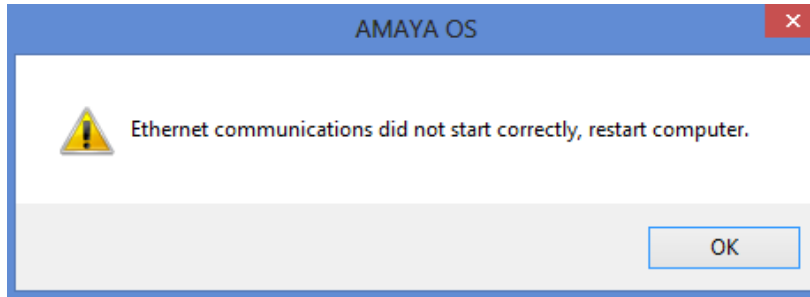 AMAYA OS
Ethernet communications did not start correctly, restart computer.
OK